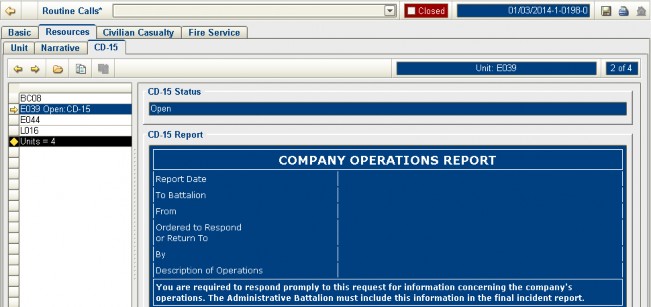 Routine Calls* Closed 01/03/2014-1-0198-0
Basic Resources Civilian Casualty Fire Service
Unit Narrative CD-15
Unit: E039 2 of 4
BC08
E039 Open:CD-15
E044
L016
Units = 4
CD-15 Status
Open
CD-15 Report
COMPANY OPERATIONS REPORT
Report Date
To Battalion
From
Ordered to Respond
or Return To
By
Description of Operations
You are required to respond promply to this request for information concerning the company's
operations. The Administrative Battalion must include this information in the final incident report.